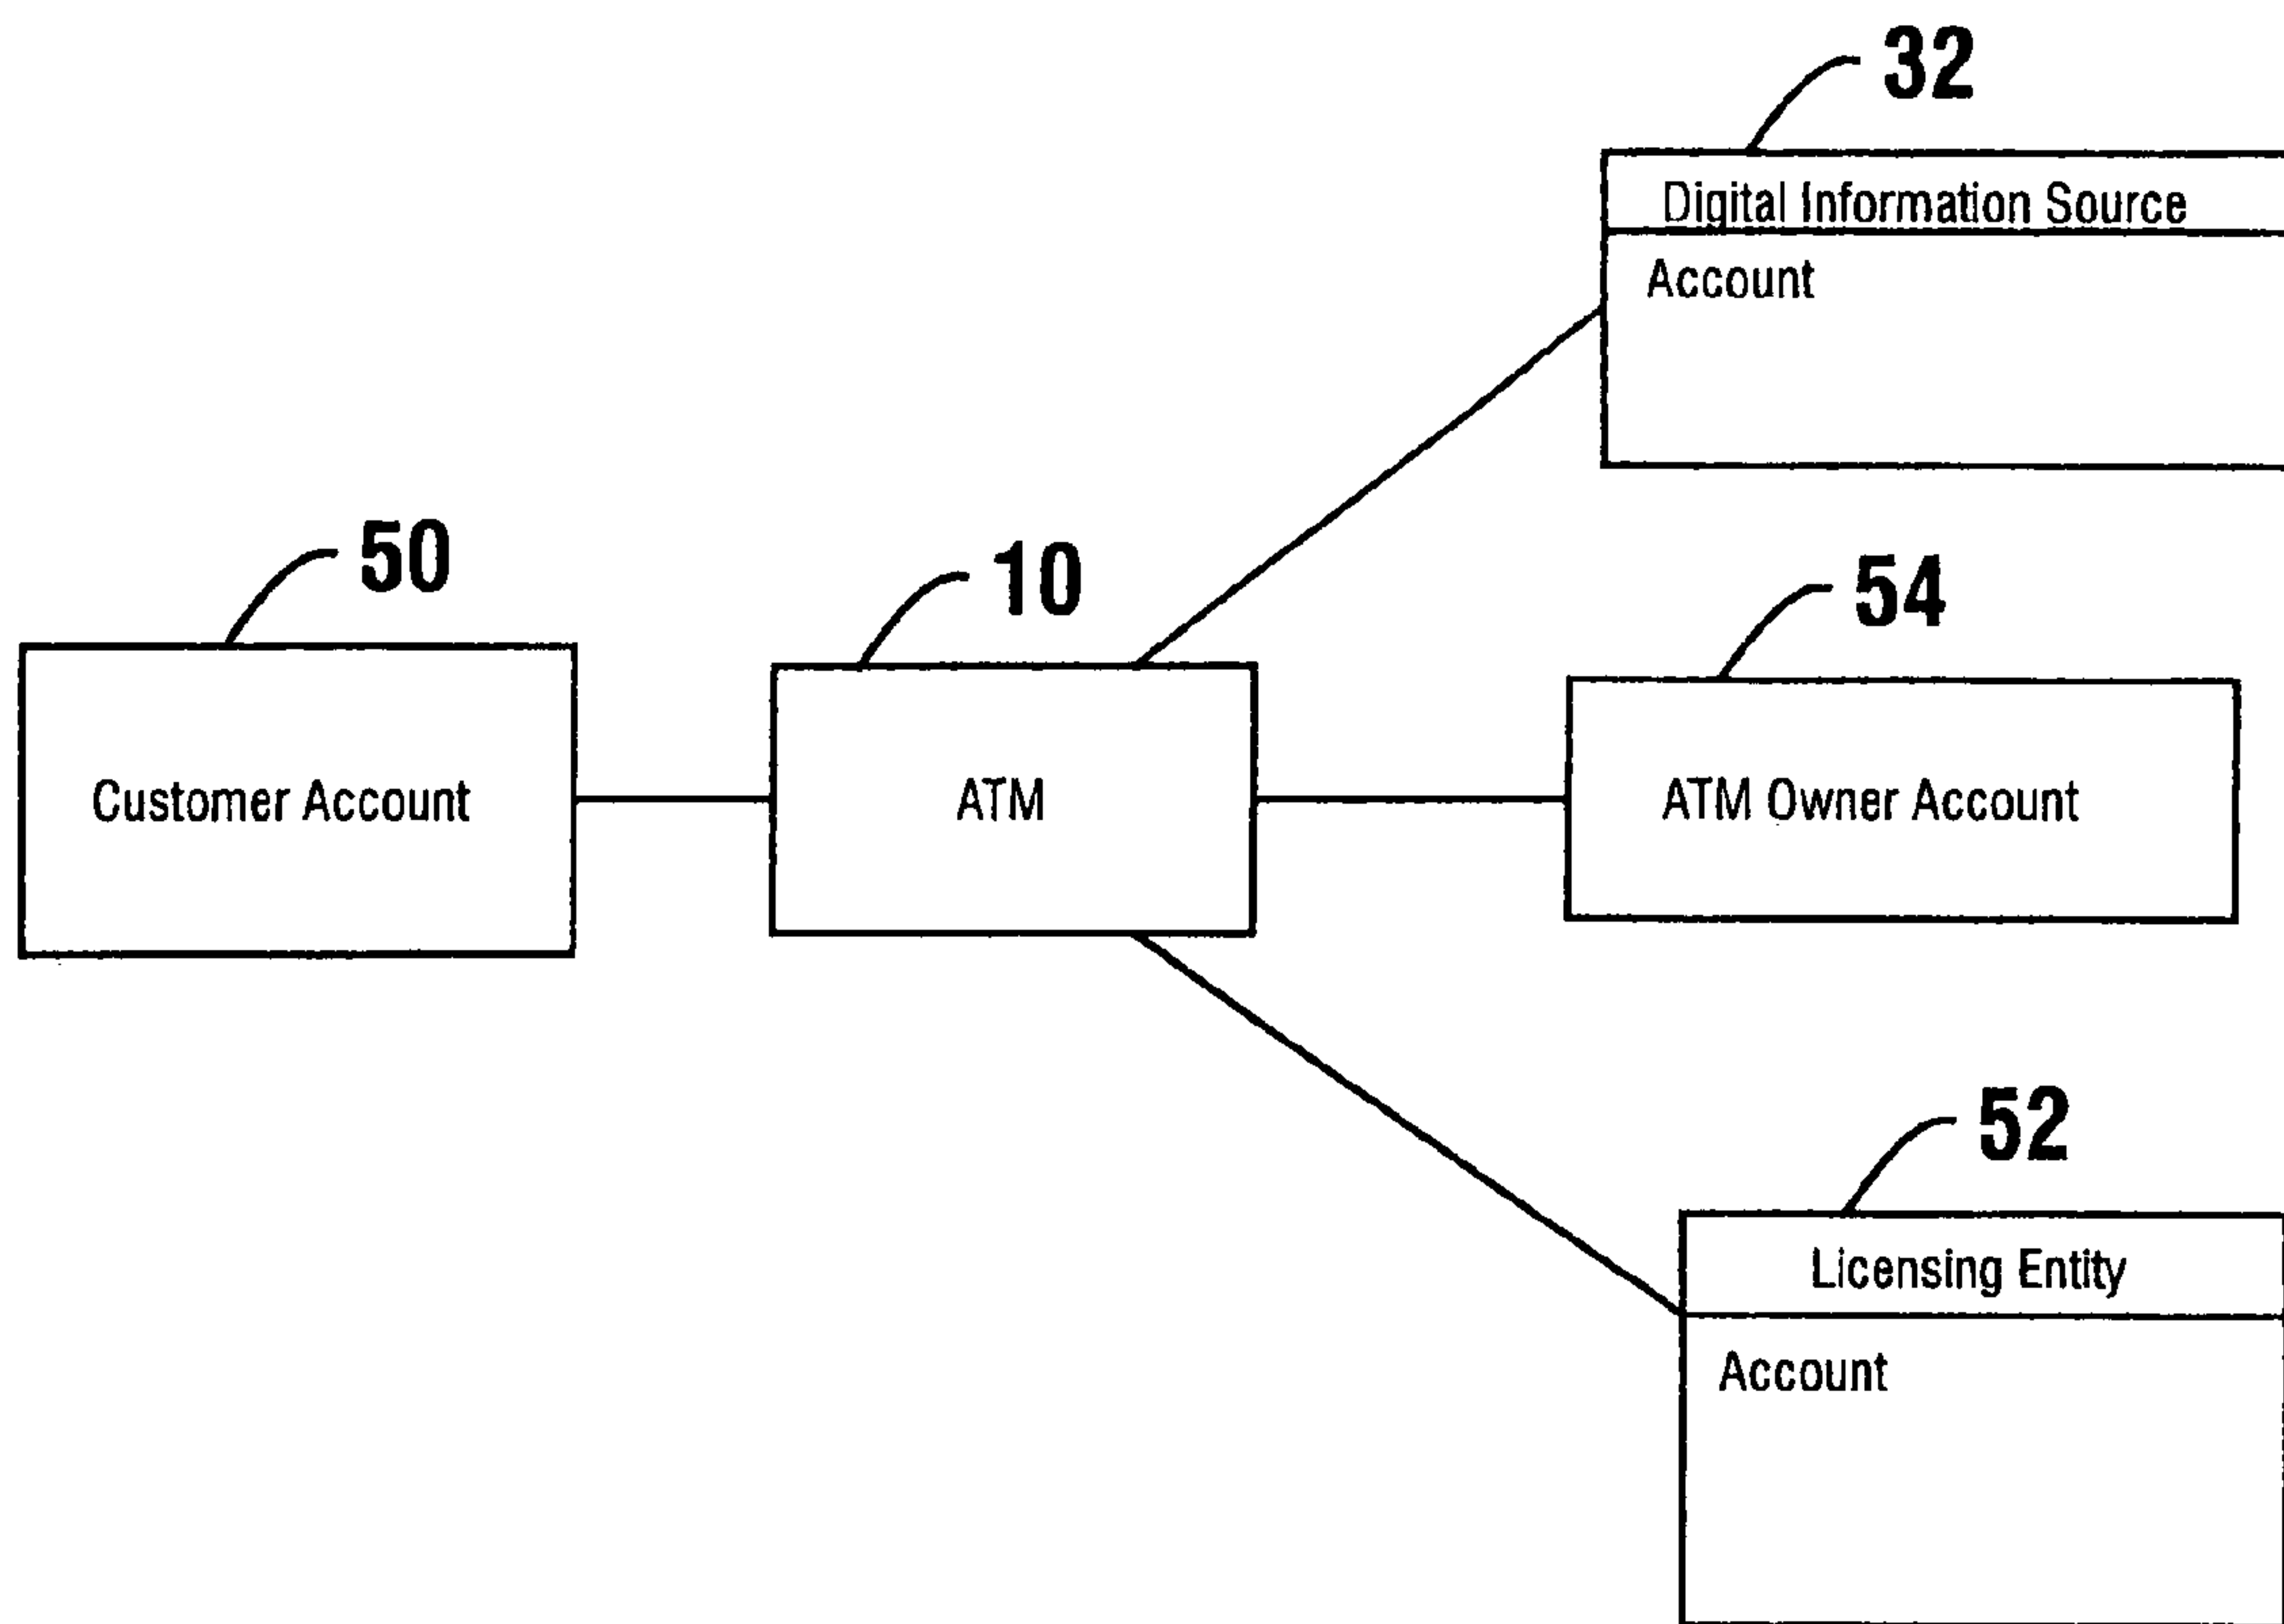 32
Digital Information Source
Account
50
10
54
Customer Account
ATM
ATM Owner Account
52
Licensing Entity
Account